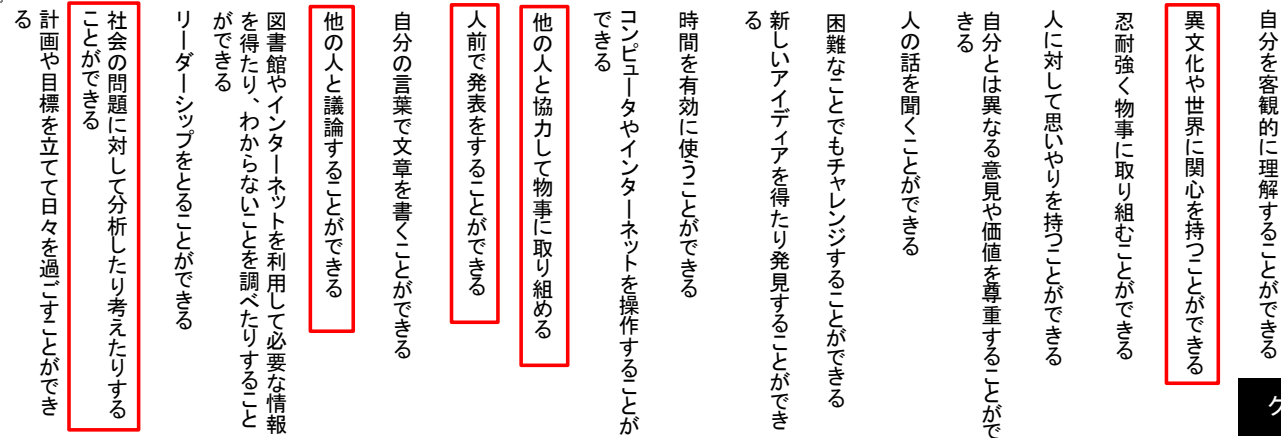 自分を客観的に理解することができる
異文化や世界に関心を持つことができる
忍耐強く物事に取り組むことができる
人に対して思いやりを持つことができる
自分とは異なる意見や価値を尊重することがで
きる
人の話を聞くことができる
困難なことでもチャレンジすることができる
新しいアイディアを得たり発見することができ
る
時間を有効に使うことができる
コンピュータやインターネットを操作することが
できる
他の人と協力して物事に取り組める
人前で発表をすることができる
自分の言葉で文章を書くことができる
他の人と議論することができる
図書館やインターネットを利用して必要な情報
を得たり、わからないことを調べたりすること
ができる
リーダーシップをとることができる
社会の問題に対して分析したり考えたりする
ことができる
計画や目標を立てて日々を過ごすことができ
る